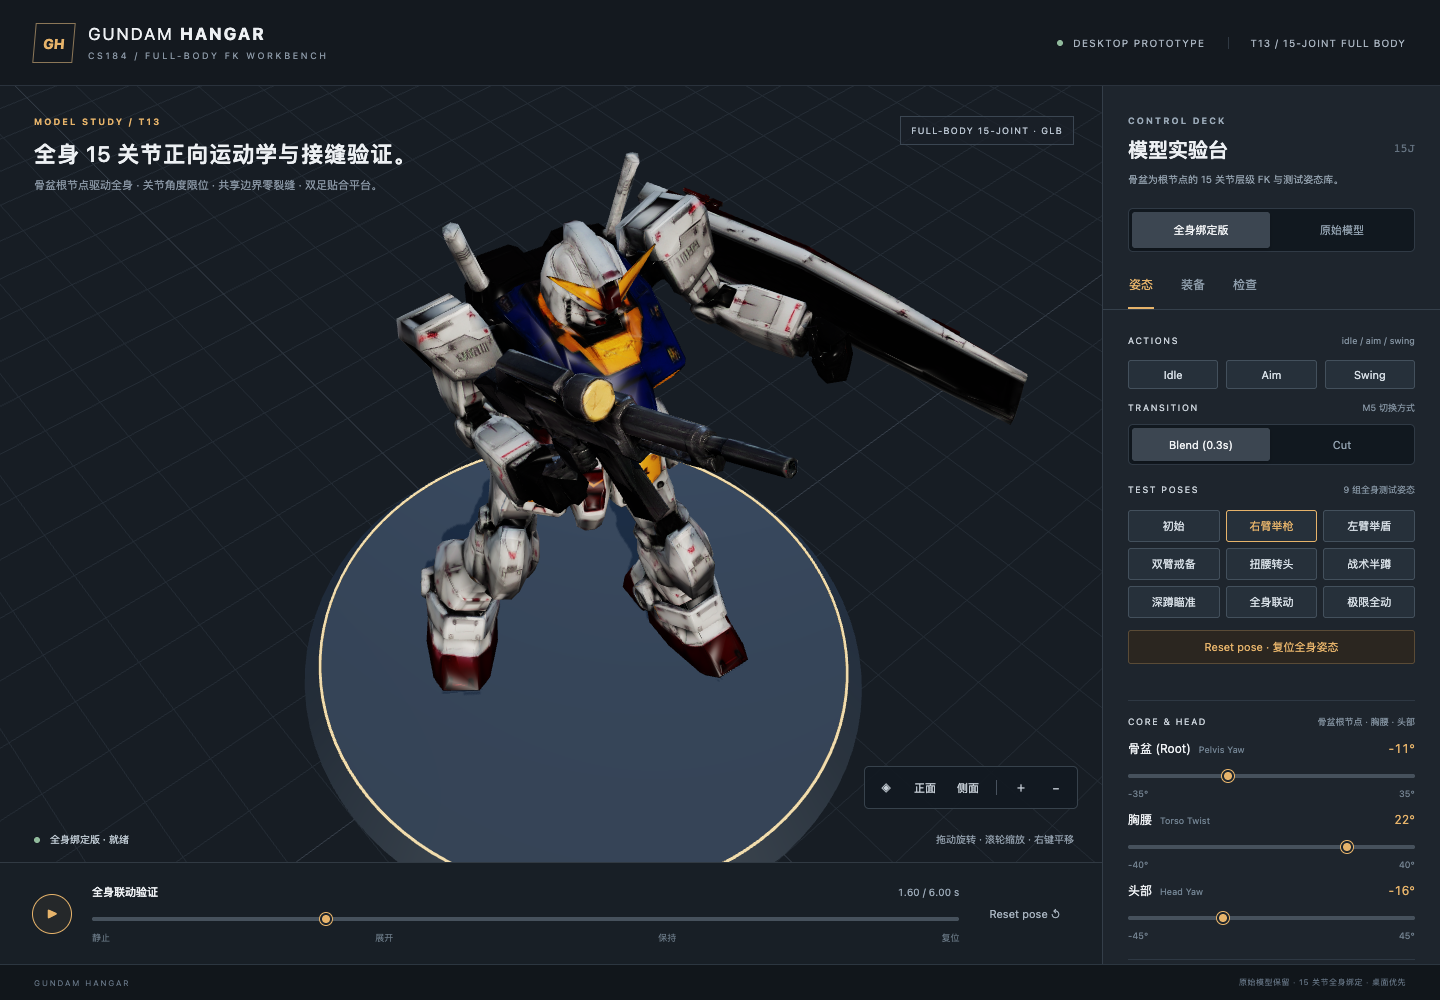 GH
GUNDAM HANGAR
CS184 / FULL-BODY FK WORKBENCH
DESKTOP PROTOTYPE
T13 / 15-JOINT FULL BODY
MODEL STUDY / T13
全身 15 关节正向运动学与接缝验证。
骨盆根节点驱动全身 · 关节角度限位 · 共享边界零裂缝 · 双足贴合平台。
FULL-BODY 15-JOINT · GLB
正面 侧面 + −
全身绑定版 · 就绪
拖动旋转 · 滚轮缩放 · 右键平移
全身联动验证
1.60 / 6.00 s
静止 展开 保持 复位
Reset pose ↺
CONTROL DECK
模型实验台
15J
骨盆为根节点的 15 关节层级 FK 与测试姿态库。
全身绑定版 原始模型
姿态 装备 检查
ACTIONS
idle / aim / swing
Idle Aim Swing
TRANSITION
M5 切换方式
Blend (0.3s) Cut
TEST POSES
9 组全身测试姿态
初始 右臂举枪 左臂举盾
双臂戒备 扭腰转头 战术半蹲
深蹲瞄准 全身联动 极限全动
Reset pose · 复位全身姿态
CORE & HEAD
骨盆根节点 · 胸腰 · 头部
骨盆 (Root) Pelvis Yaw -11°
-35° 35°
胸腰 Torso Twist 22°
-40° 40°
头部 Head Yaw -16°
-45° 45°
GUNDAM HANGAR
原始模型保留 · 15 关节全身绑定 · 桌面优先